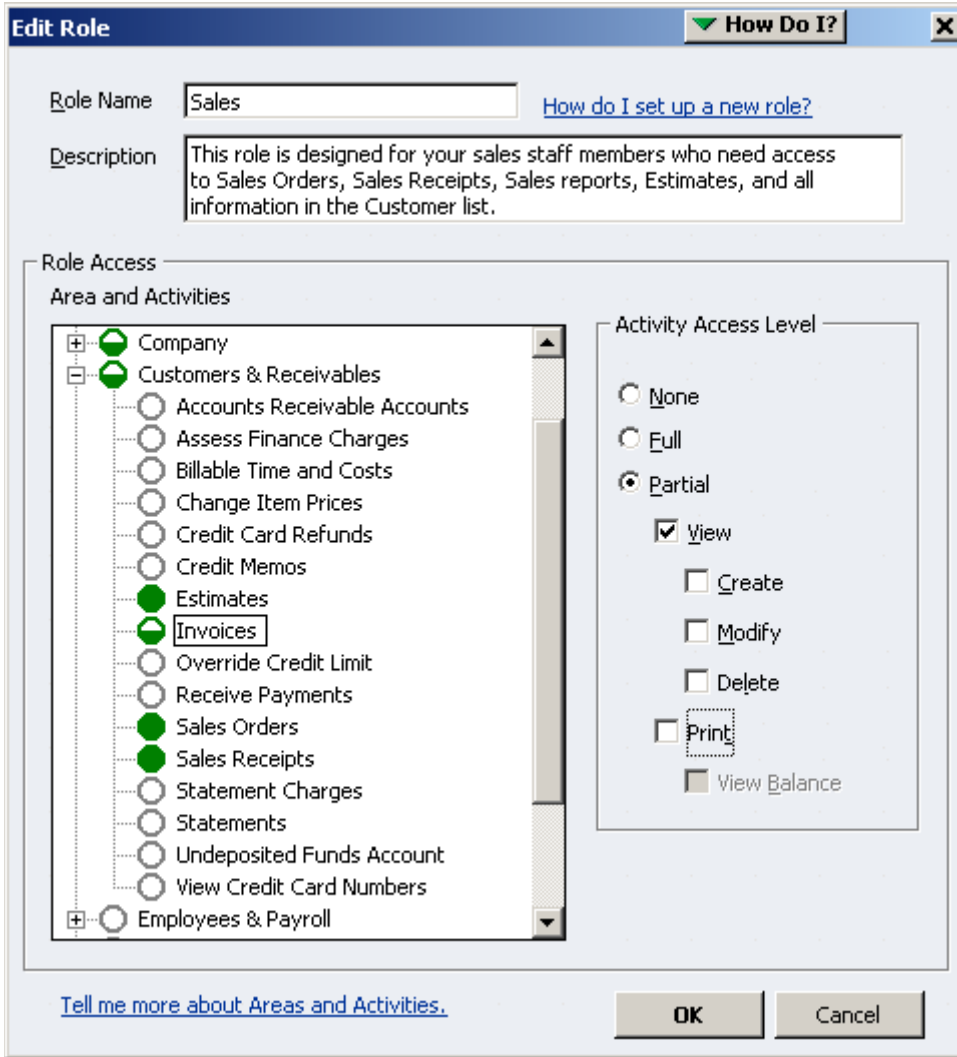 Edit Role
How Do I?
Role Name
Sales
How do I set up a new role?
Description
This role is designed for your sales staff members who need access
to Sales Orders, Sales Receipts, Sales reports, Estimates, and all
information in the Customer list.
Role Access
Area and Activities
Company
Customers & Receivables
Accounts Receivable Accounts
Assess Finance Charges
Billable Time and Costs
Change Item Prices
Credit Card Refunds
Credit Memos
Estimates
Invoices
Override Credit Limit
Receive Payments
Sales Orders
Sales Receipts
Statement Charges
Statements
Undeposited Funds Account
View Credit Card Numbers
Employees & Payroll
Activity Access Level
None
Full
Partial
View
Create
Modify
Delete
Print
View Balance
Tell me more about Areas and Activities.
OK
Cancel